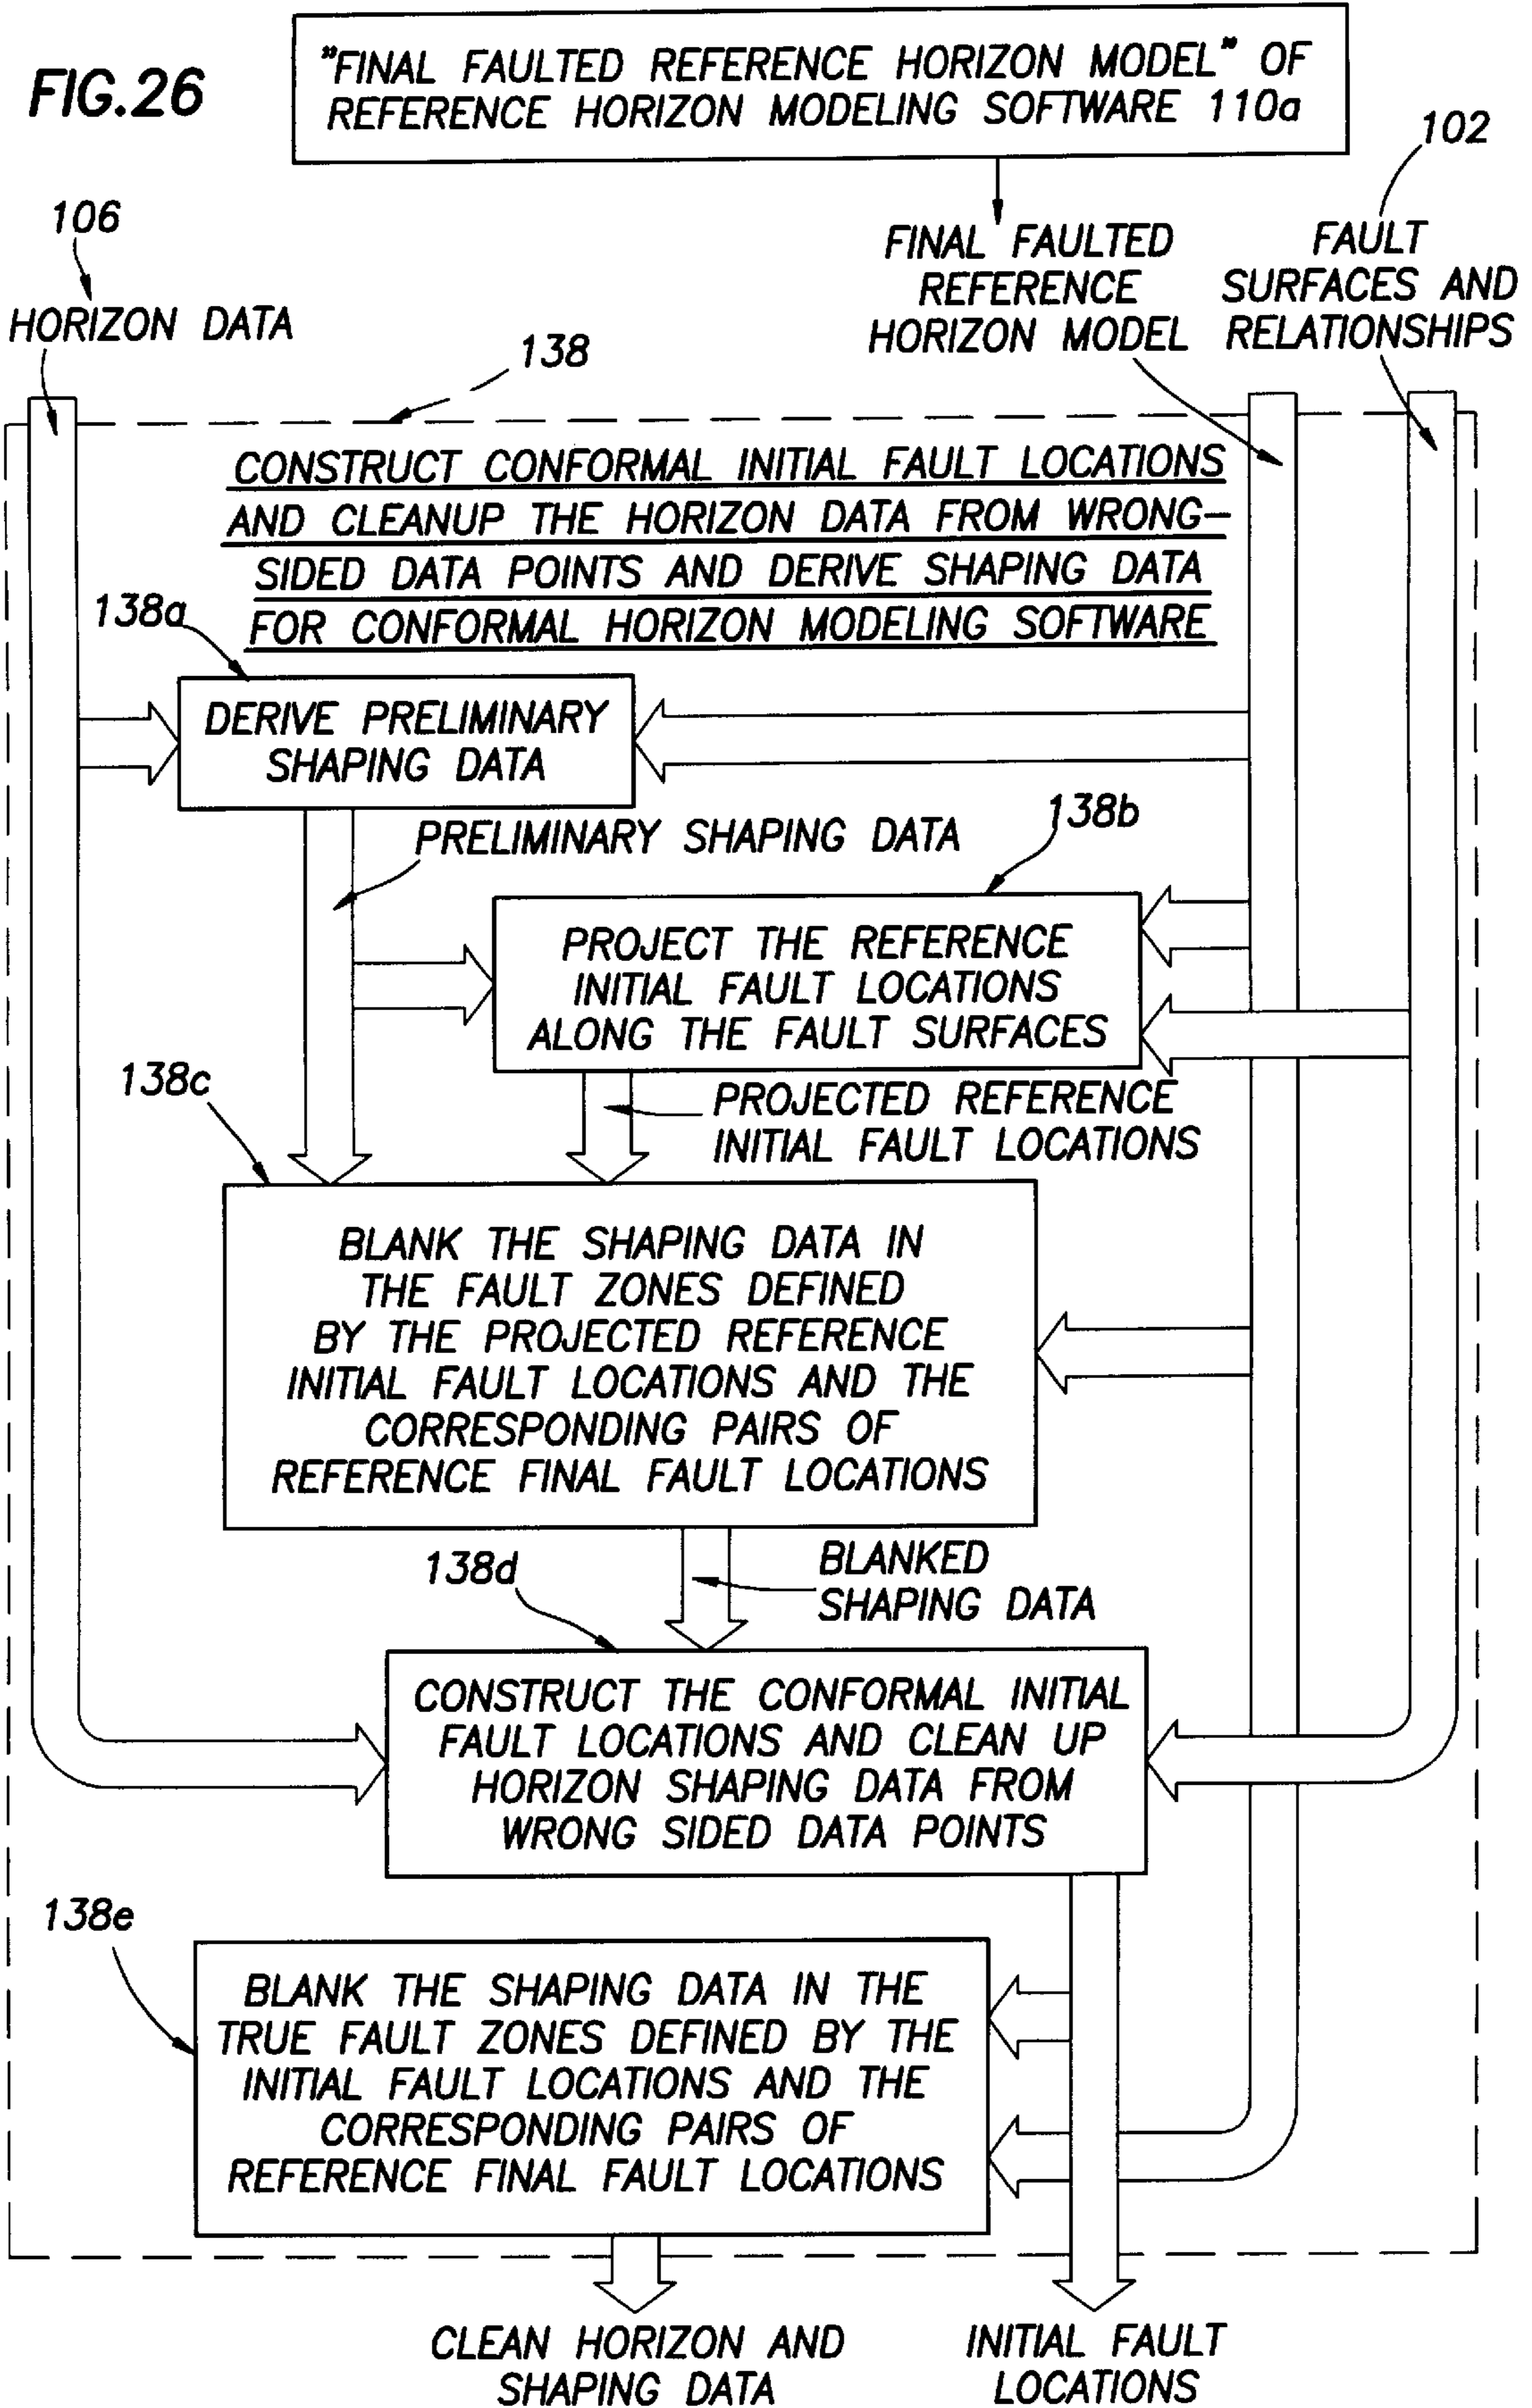 FIG.26
"FINAL FAULTED REFERENCE HORIZON MODEL" OF
REFERENCE HORIZON MODELING SOFTWARE 110a
102
106
FINAL FAULTED
REFERENCE
HORIZON MODEL
FAULT
SURFACES AND
RELATIONSHIPS
HORIZON DATA
138
CONSTRUCT CONFORMAL INITIAL FAULT LOCATIONS
AND CLEANUP THE HORIZON DATA FROM WRONG-
SIDED DATA POINTS AND DERIVE SHAPING DATA
FOR CONFORMAL HORIZON MODELING SOFTWARE
138a
DERIVE PRELIMINARY
SHAPING DATA
PRELIMINARY SHAPING DATA
138b
PROJECT THE REFERENCE
INITIAL FAULT LOCATIONS
ALONG THE FAULT SURFACES
138c
PROJECTED REFERENCE
INITIAL FAULT LOCATIONS
BLANK THE SHAPING DATA IN
THE FAULT ZONES DEFINED
BY THE PROJECTED REFERENCE
INITIAL FAULT LOCATIONS AND THE
CORRESPONDING PAIRS OF
REFERENCE FINAL FAULT LOCATIONS
138d
BLANKED
SHAPING DATA
CONSTRUCT THE CONFORMAL INITIAL
FAULT LOCATIONS AND CLEAN UP
HORIZON SHAPING DATA FROM
WRONG SIDED DATA POINTS
138e
BLANK THE SHAPING DATA IN THE
TRUE FAULT ZONES DEFINED BY THE
INITIAL FAULT LOCATIONS AND THE
CORRESPONDING PAIRS OF
REFERENCE FINAL FAULT LOCATIONS
CLEAN HORIZON AND
SHAPING DATA
INITIAL FAULT
LOCATIONS